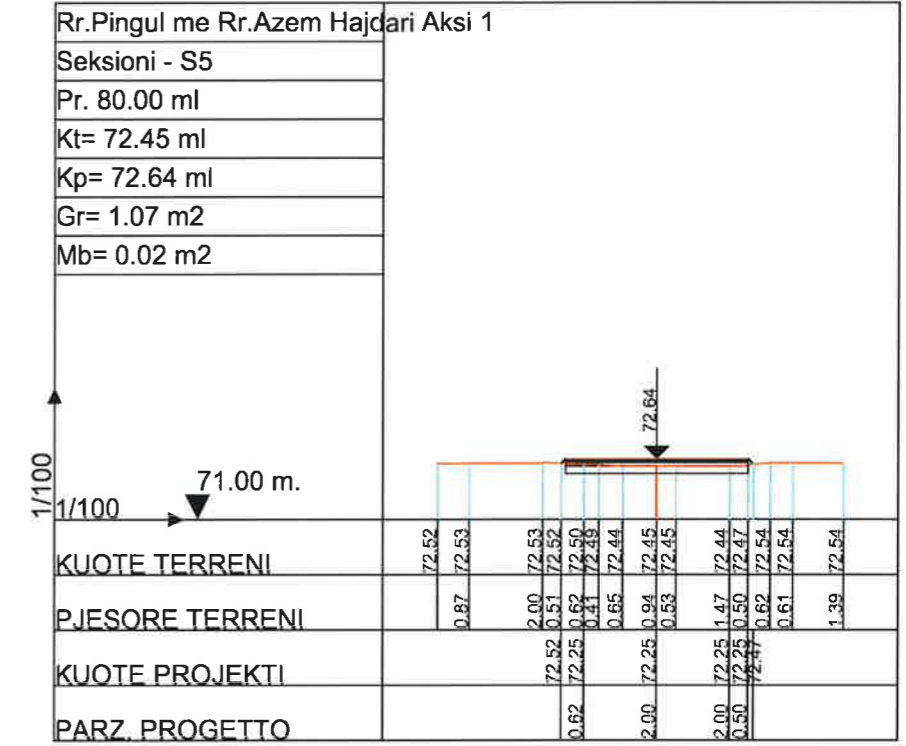 Rr.Pingul me Rr.Azem Hajdari Aksi 1
Seksioni - S5
Pr. 80.00 ml
Kt= 72.45 ml
Kp= 72.64 ml
Gr= 1.07 m2
Mb= 0.02 m2
72.64
1/100
71.00 m.
1/100
KUOTE TERRENI 72.52 72.53 72.53 72.52 72.50 72.49 72.44 72.45 72.45 72.44 72.47 72.54 72.54 72.54
PJESORE TERRENI 0.87 2.00 0.51 0.62 0.41 0.65 0.94 0.53 1.47 0.50 0.62 0.61 1.39
KUOTE PROJEKTI 72.52 72.25 72.25 72.25 72.25 72.47
PARZ. PROGETTO 0.62 2.00 2.00 0.50